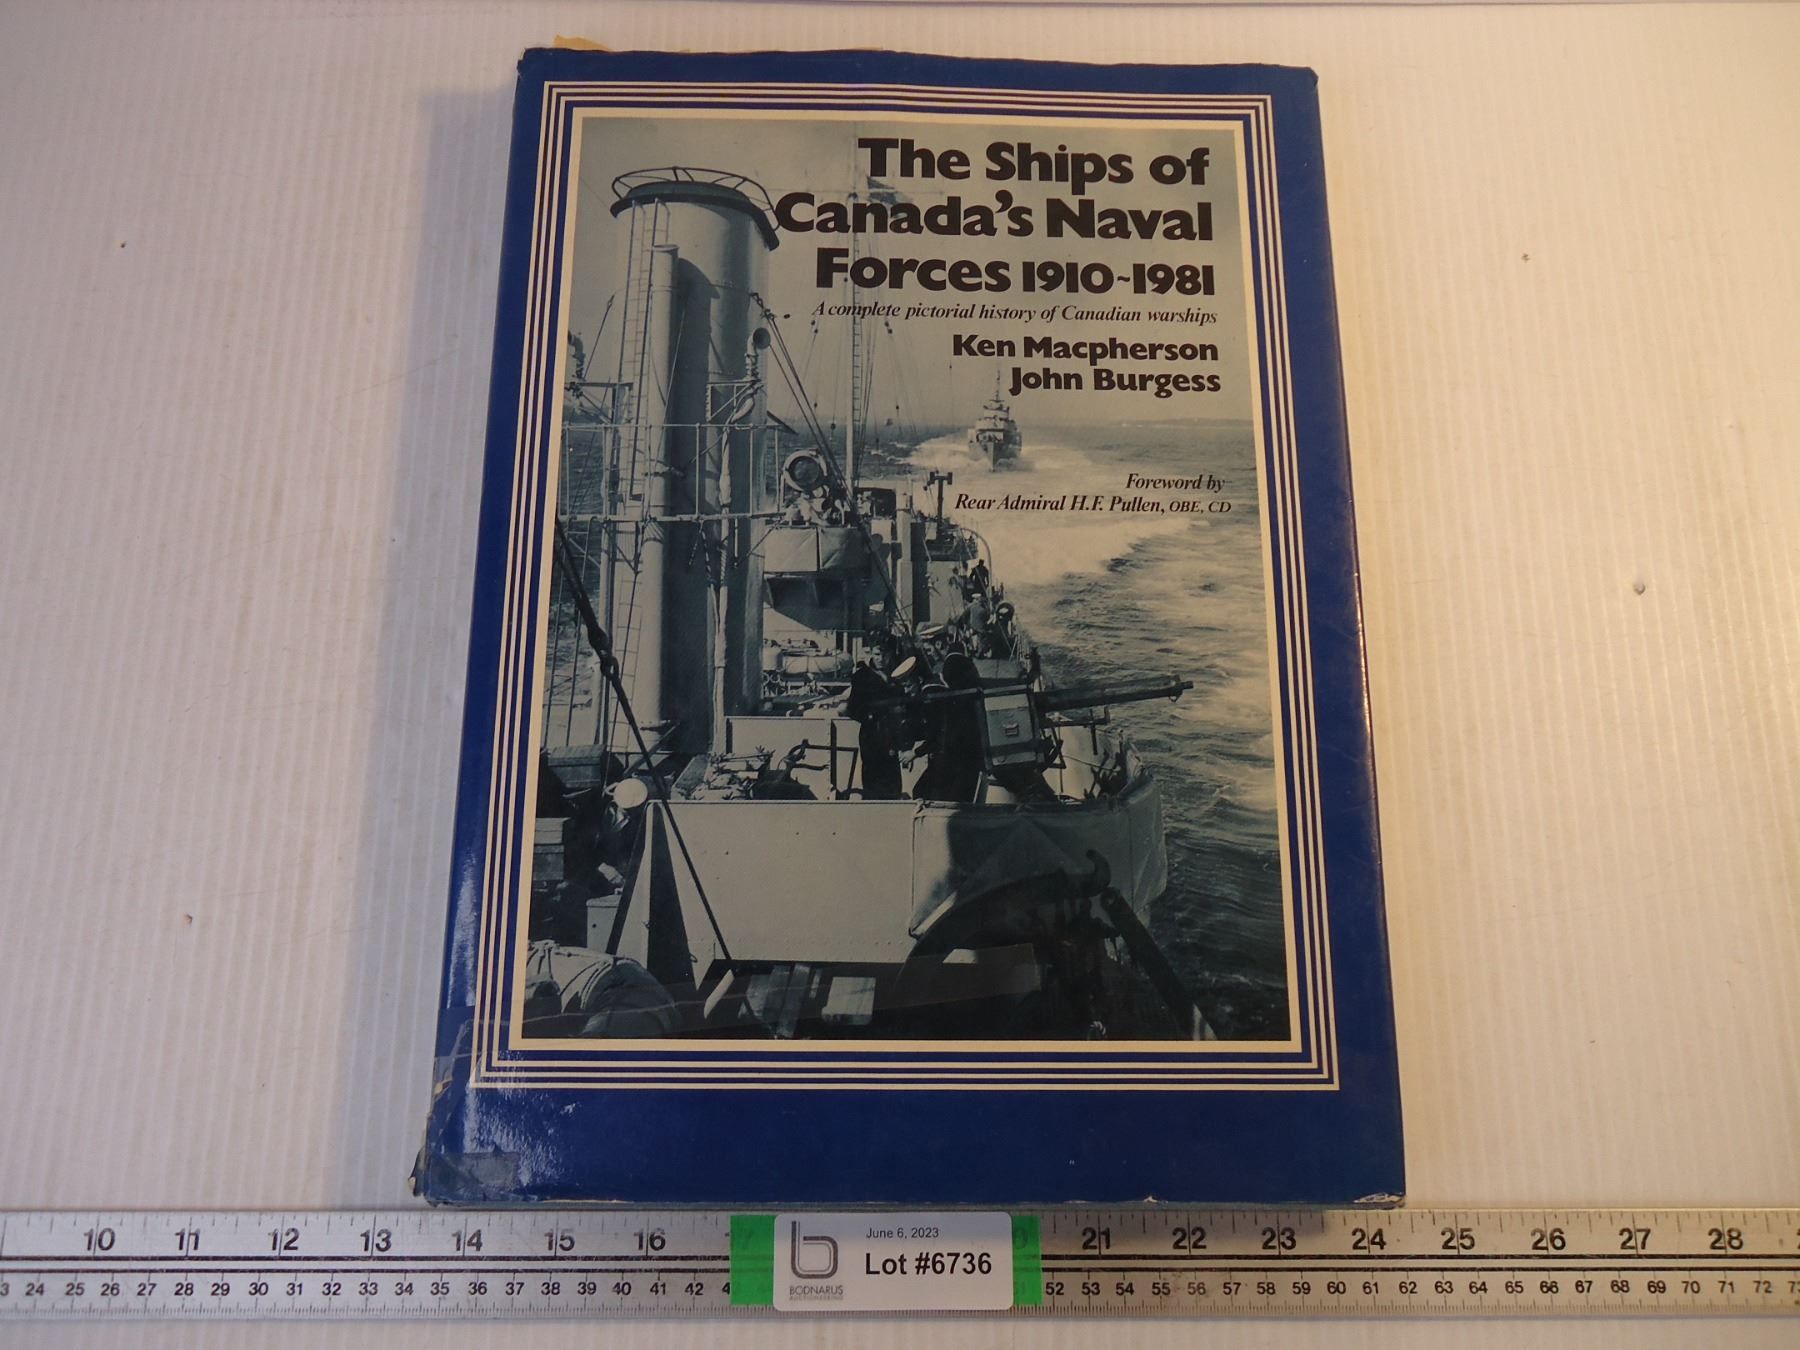 The Ships of
Canada's Naval
Forces 1910~1981
A complete pictorial history of Canadian warships
Ken Macpherson
John Burgess
Foreword by
Rear Admiral H.F. Pullen, OBE, CD
10 11 12 13 14 15 16 21 22 23 24 25 26 27 28
June 6, 2023
Lot #6736
b
BODNARUS
AUCTIONEERING
24 25 26 27 28 29 30 31 32 33 34 35 36 37 38 39 40 41 42 52 53 54 55 56 57 58 59 60 61 62 63 64 65 66 67 68 69 70 71 72